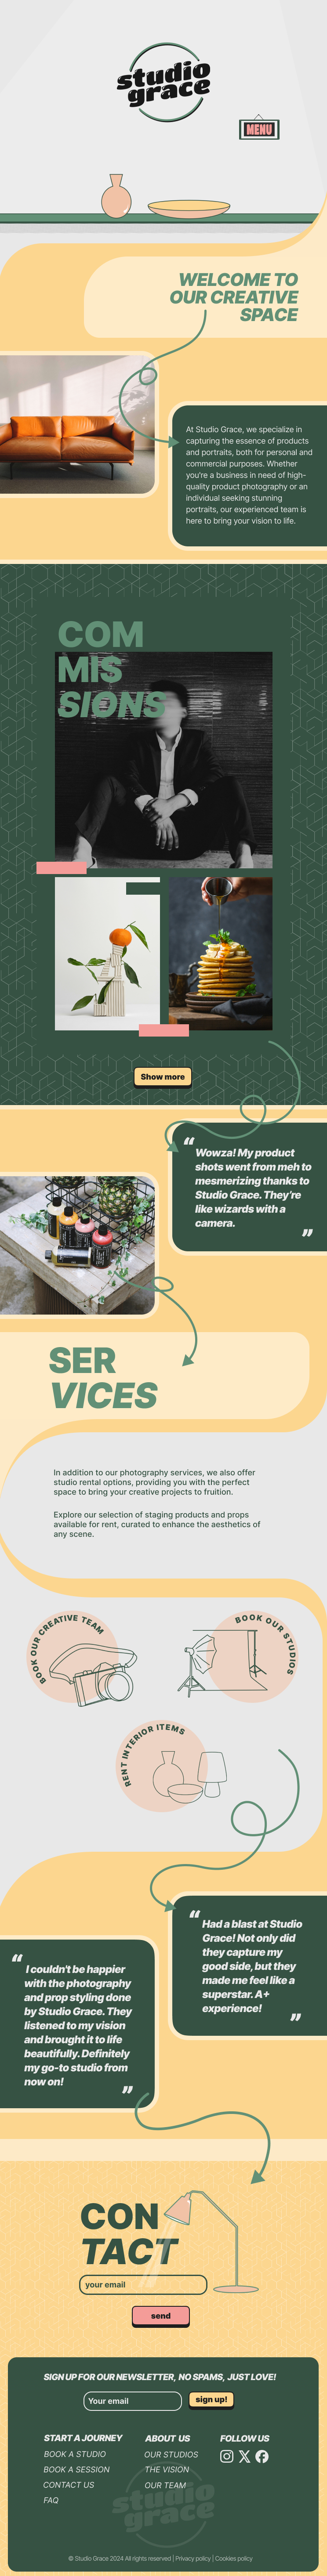 studio
grace
MENU
WELCOME TO
OUR CREATIVE
SPACE
At Studio Grace, we specialize in
capturing the essence of products
and portraits, both for personal and
commercial purposes. Whether
you're a business in need of high-
quality product photography or an
individual seeking stunning
portraits, our experienced team is
here to bring your vision to life.
COM
MIS
SIONS
Show more
“ Wowza! My product
shots went from meh to
mesmerizing thanks to
Studio Grace. They're
like wizards with a
camera.
”
SER
VICES
In addition to our photography services, we also offer
studio rental options, providing you with the perfect
space to bring your creative projects to fruition.
Explore our selection of staging products and props
available for rent, curated to enhance the aesthetics of
any scene.
BOOK OUR CREATIVE TEAM
BOOK OUR STUDIOS
RENT INTERIOR ITEMS
“ Had a blast at Studio
Grace! Not only did
they capture my
good side, but they
made me feel like a
superstar. A+
experience!
”
“ I couldn't be happier
with the photography
and prop styling done
by Studio Grace. They
listened to my vision
and brought it to life
beautifully. Definitely
my go-to studio from
now on!
”
CON
TACT
your email
send
SIGN UP FOR OUR NEWSLETTER, NO SPAMS, JUST LOVE!
Your email
sign up!
START A JOURNEY
BOOK A STUDIO
BOOK A SESSION
CONTACT US
FAQ
ABOUT US
OUR STUDIOS
THE VISION
OUR TEAM
FOLLOW US
studio
grace
© Studio Grace 2024 All rights reserved | Privacy policy | Cookies policy